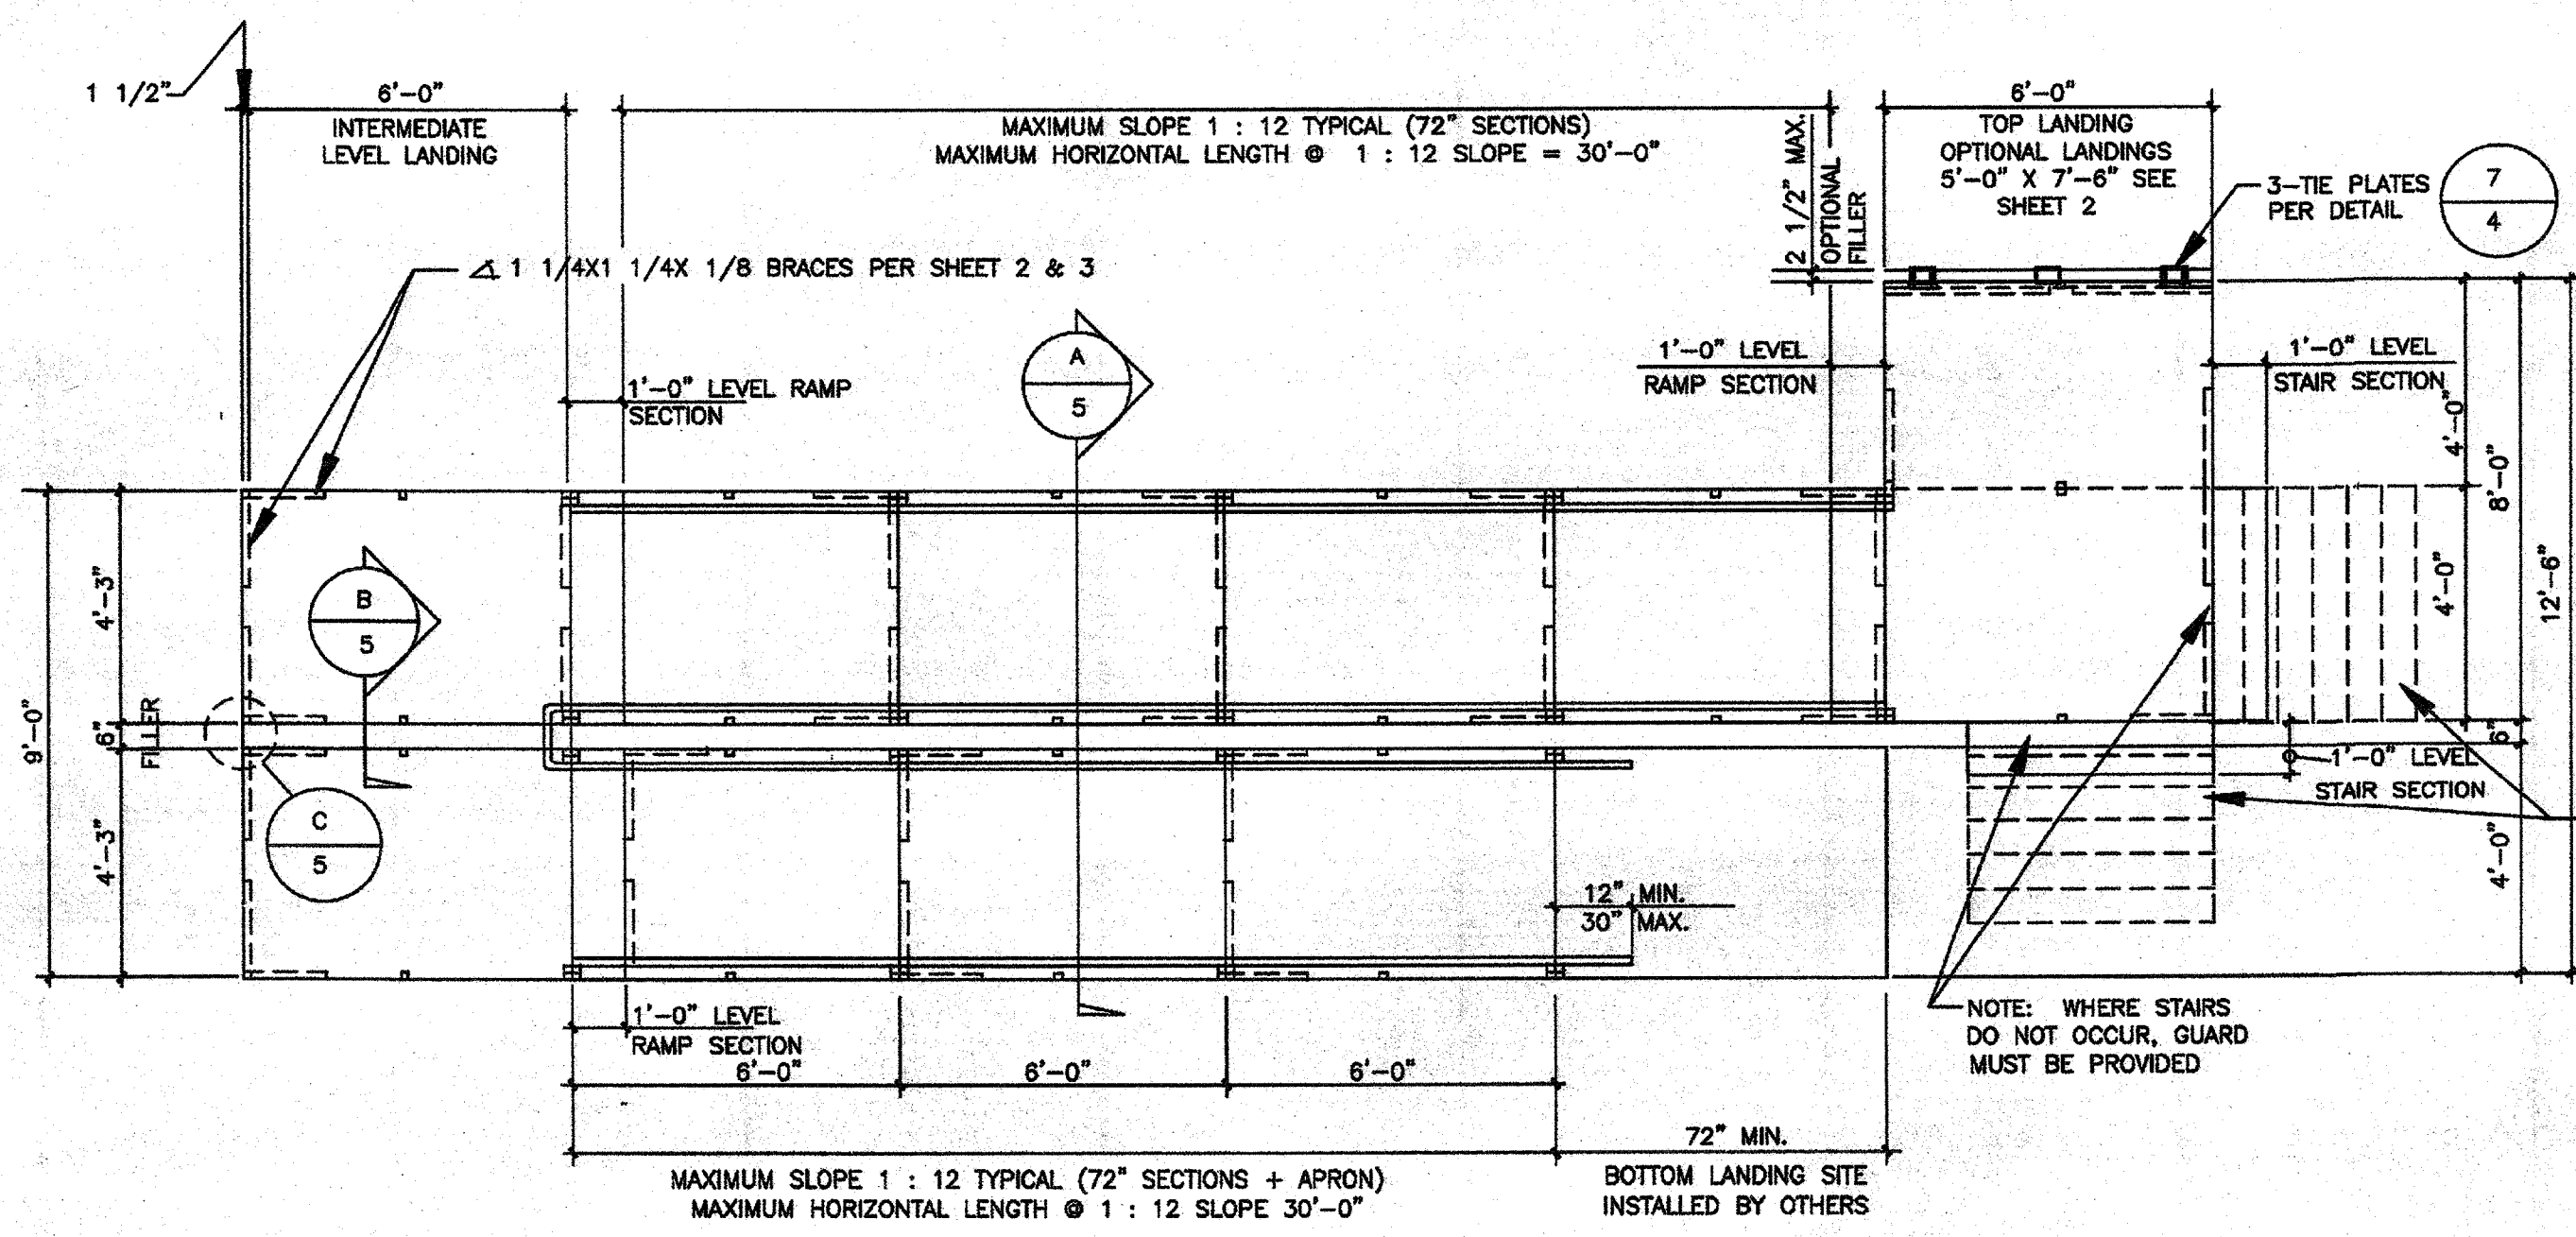 1 1/2"
6'-0"
INTERMEDIATE
LEVEL LANDING
MAXIMUM SLOPE 1 : 12 TYPICAL (72" SECTIONS)
MAXIMUM HORIZONTAL LENGTH @ 1 : 12 SLOPE = 30'-0"
2 1/2" MAX.
OPTIONAL
FILLER
6'-0"
TOP LANDING
OPTIONAL LANDINGS
5'-0" X 7'-6" SEE
SHEET 2
3-TIE PLATES
PER DETAIL
7
4
1 1/4X1 1/4X 1/8 BRACES PER SHEET 2 & 3
A
5
1'-0" LEVEL RAMP
SECTION
1'-0" LEVEL
RAMP SECTION
1'-0" LEVEL
STAIR SECTION
4'-0"
8'-0"
4'-0"
12'-6"
B
5
4'-3"
9'-0"
6"
FILLER
4'-3"
C
5
6"
1'-0" LEVEL
STAIR SECTION
4'-0"
12" MIN.
30" MAX.
NOTE: WHERE STAIRS
DO NOT OCCUR, GUARD
MUST BE PROVIDED
1'-0" LEVEL
RAMP SECTION
6'-0"
6'-0"
6'-0"
72" MIN.
BOTTOM LANDING SITE
INSTALLED BY OTHERS
MAXIMUM SLOPE 1 : 12 TYPICAL (72" SECTIONS + APRON)
MAXIMUM HORIZONTAL LENGTH @ 1 : 12 SLOPE 30'-0"